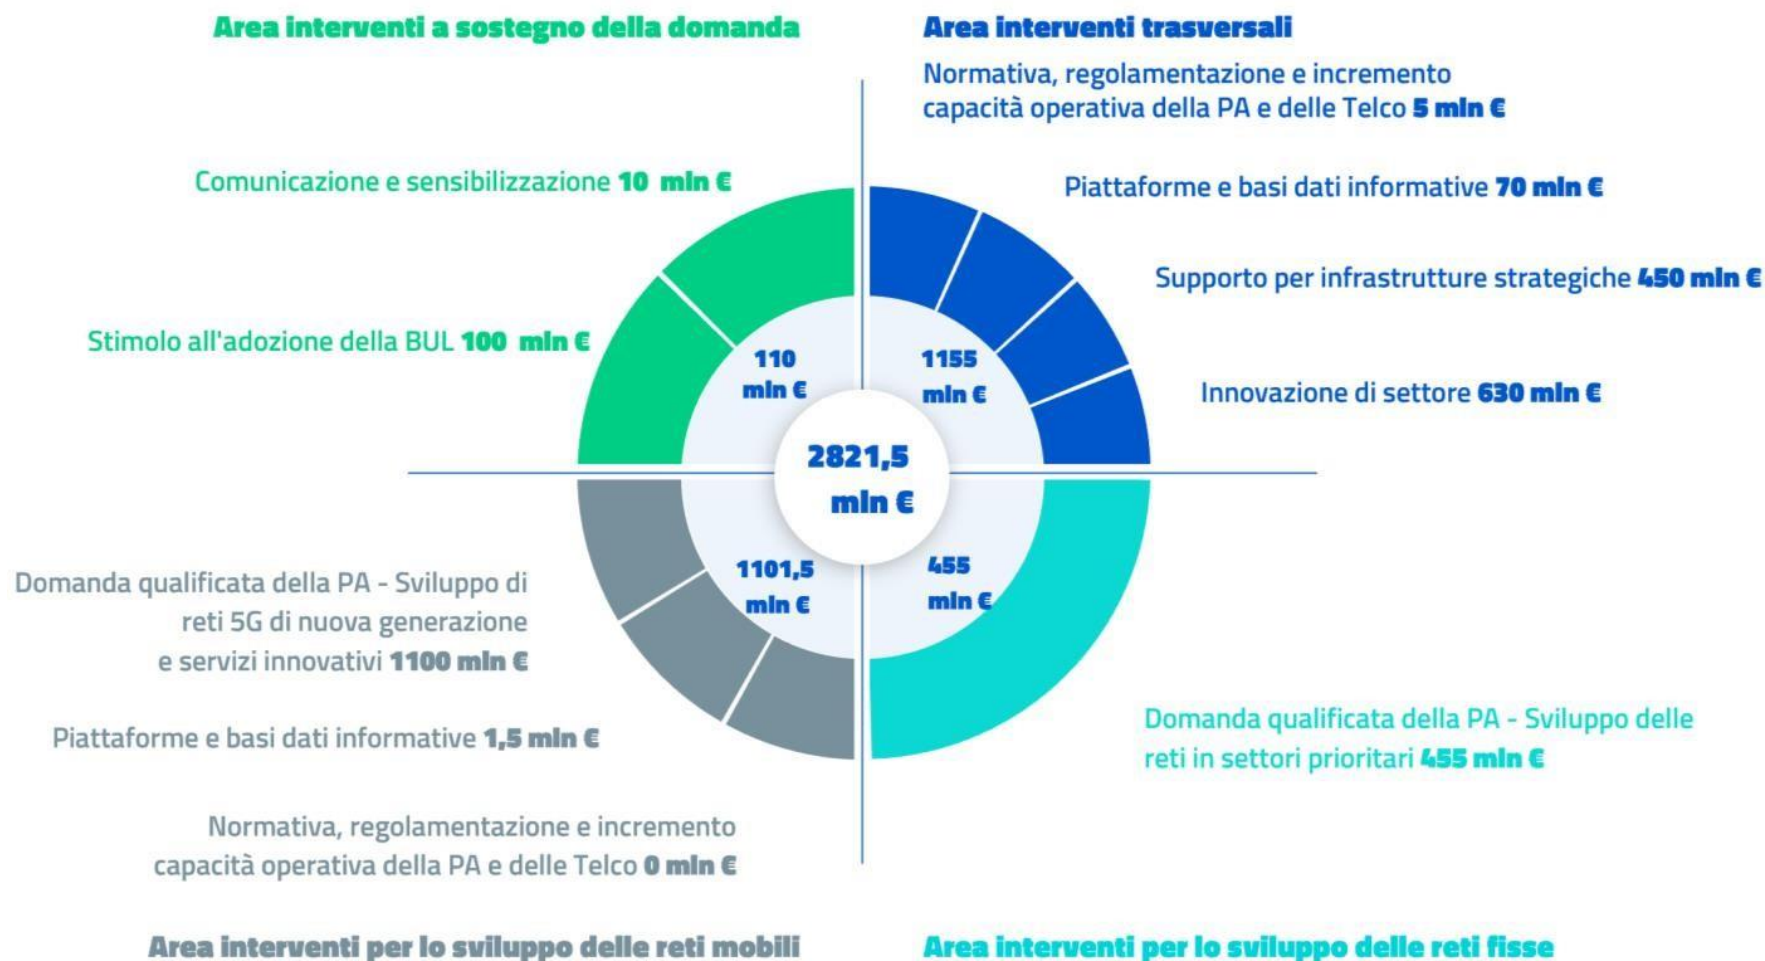 Area interventi a sostegno della domanda
Comunicazione e sensibilizzazione 10 mln €
Stimolo all'adozione della BUL 100 mln €
Area interventi trasversali
Normativa, regolamentazione e incremento
capacità operativa della PA e delle Telco 5 mln €
Piattaforme e basi dati informative 70 mln €
Supporto per infrastrutture strategiche 450 mln €
Innovazione di settore 630 mln €
110
mln €
1155
mln €
2821,5
mln €
1101,5
mln €
455
mln €
Domanda qualificata della PA - Sviluppo di
reti 5G di nuova generazione
e servizi innovativi 1100 mln €
Piattaforme e basi dati informative 1,5 mln €
Normativa, regolamentazione e incremento
capacità operativa della PA e delle Telco 0 mln €
Area interventi per lo sviluppo delle reti mobili
Domanda qualificata della PA - Sviluppo delle
reti in settori prioritari 455 mln €
Area interventi per lo sviluppo delle reti fisse